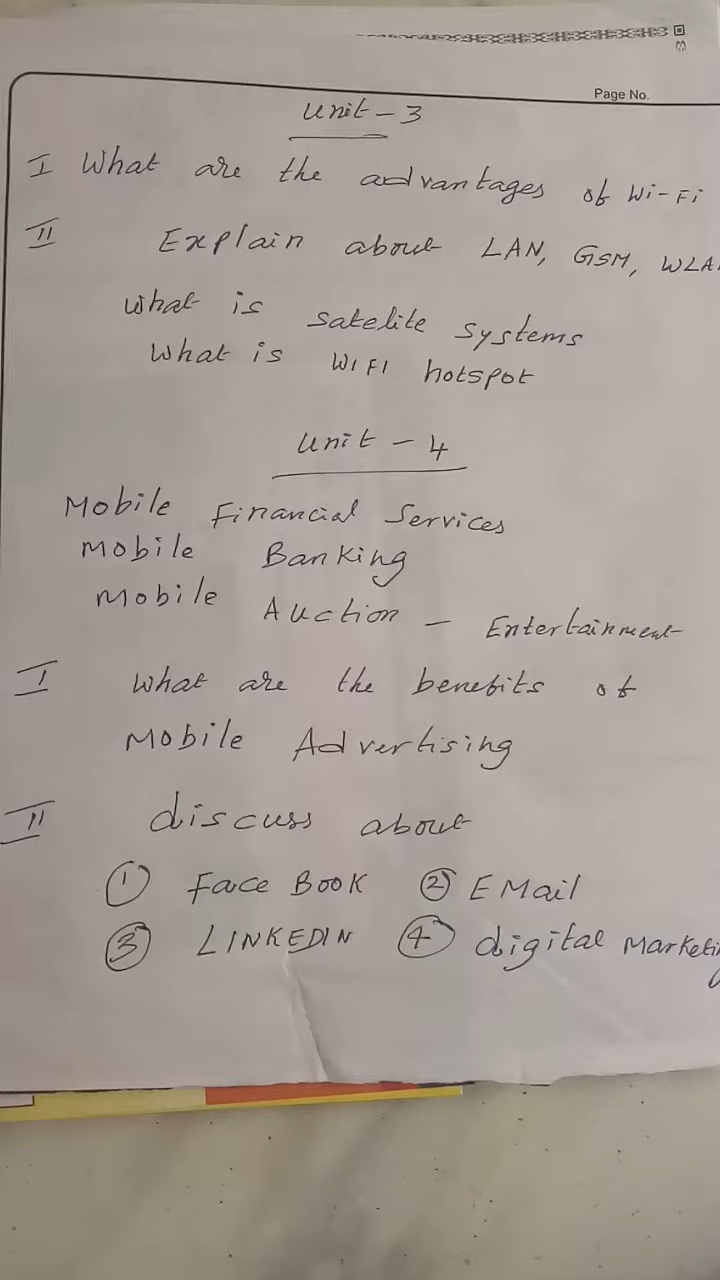 Page No.
Unit - 3
I What are the advantages of Wi-Fi
II Explain about LAN, GSM, WLAN
What is satelite systems
What is WIFI hotspot
Unit - 4
Mobile Financial Services
Mobile Banking
Mobile Auction - Entertainment
I What are the benefits of
Mobile Advertising
II discuss about
① Face Book ② EMail
③ LINKEDIN ④ digital Marketing